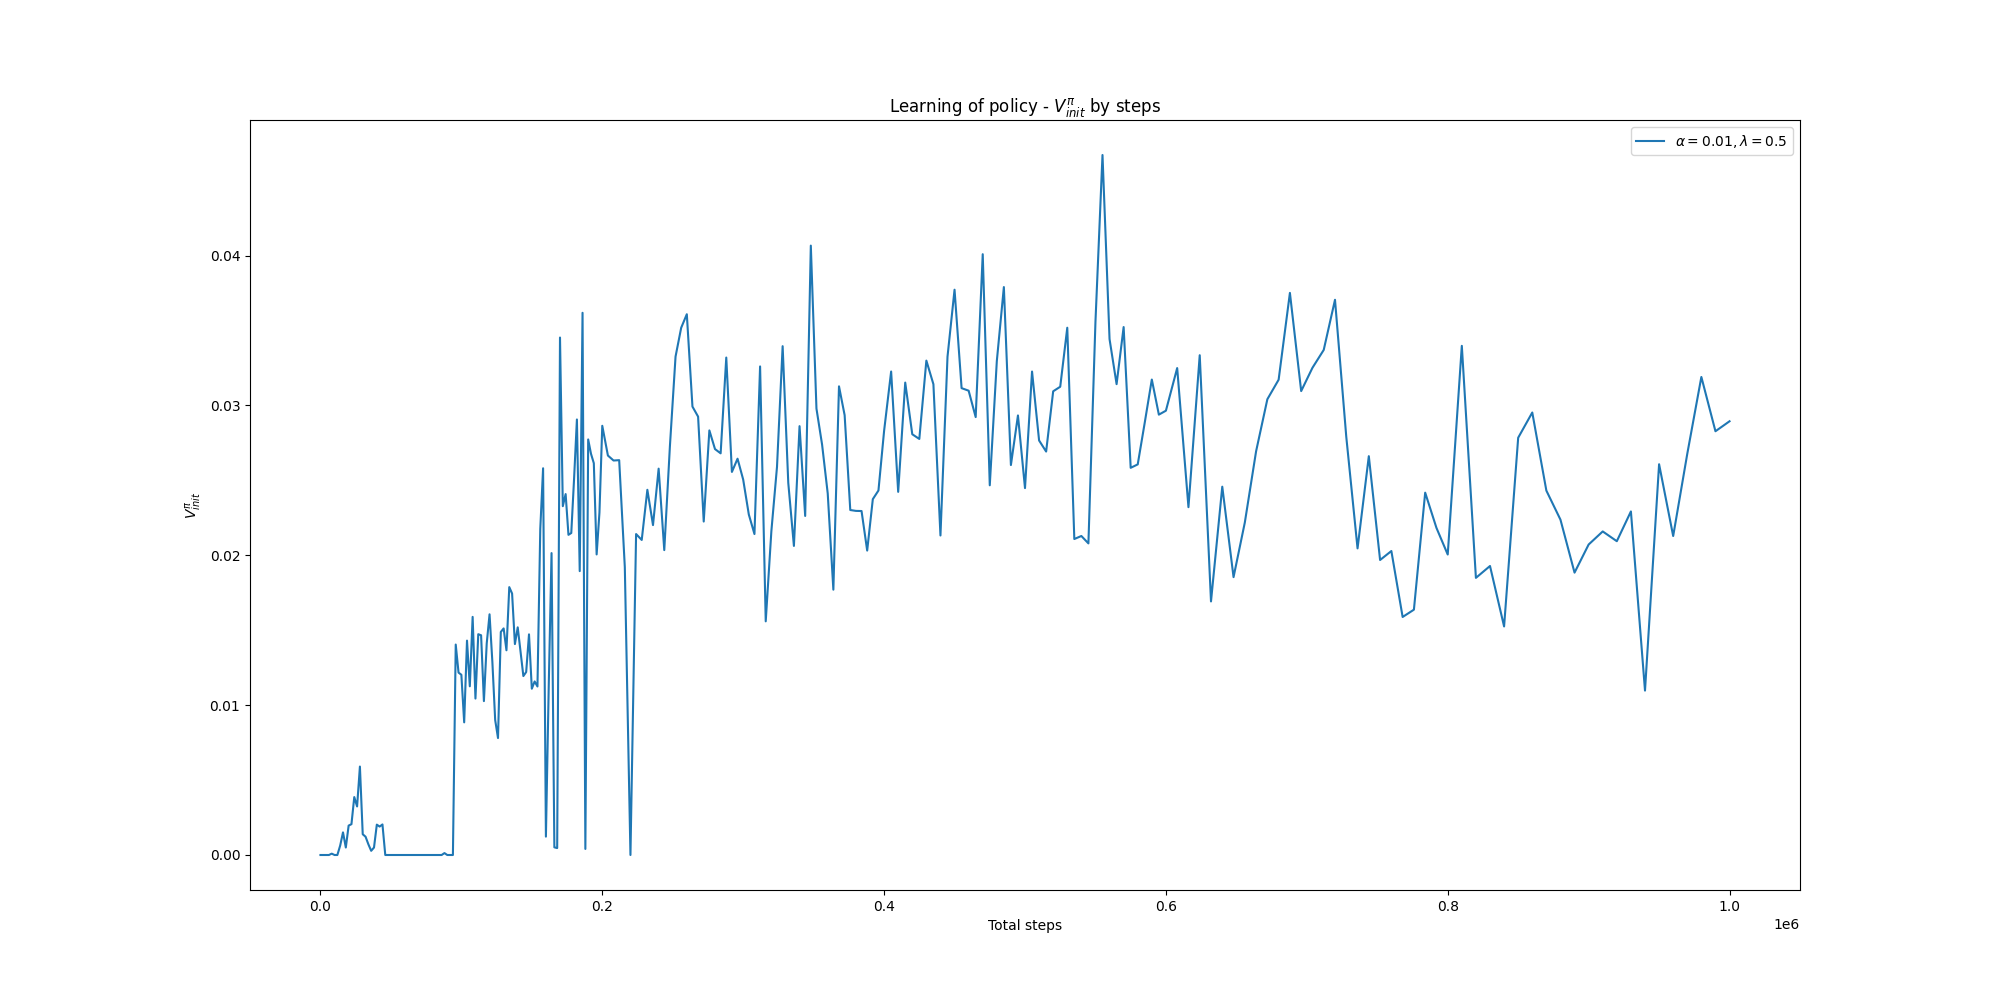 Learning of policy - $V^{\pi}_{init}$ by steps
α = 0.01, λ = 0.5
$V^{\pi}_{init}$
0.04
0.03
0.02
0.01
0.00
0.0 0.2 0.4 0.6 0.8 1.0
Total steps
1e6